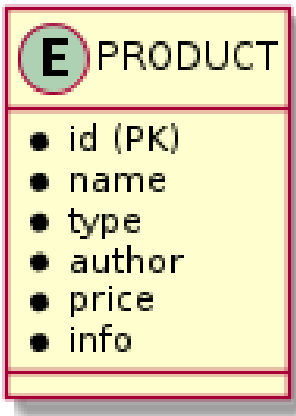 E PRODUCT
id (PK)
name
type
author
price
info